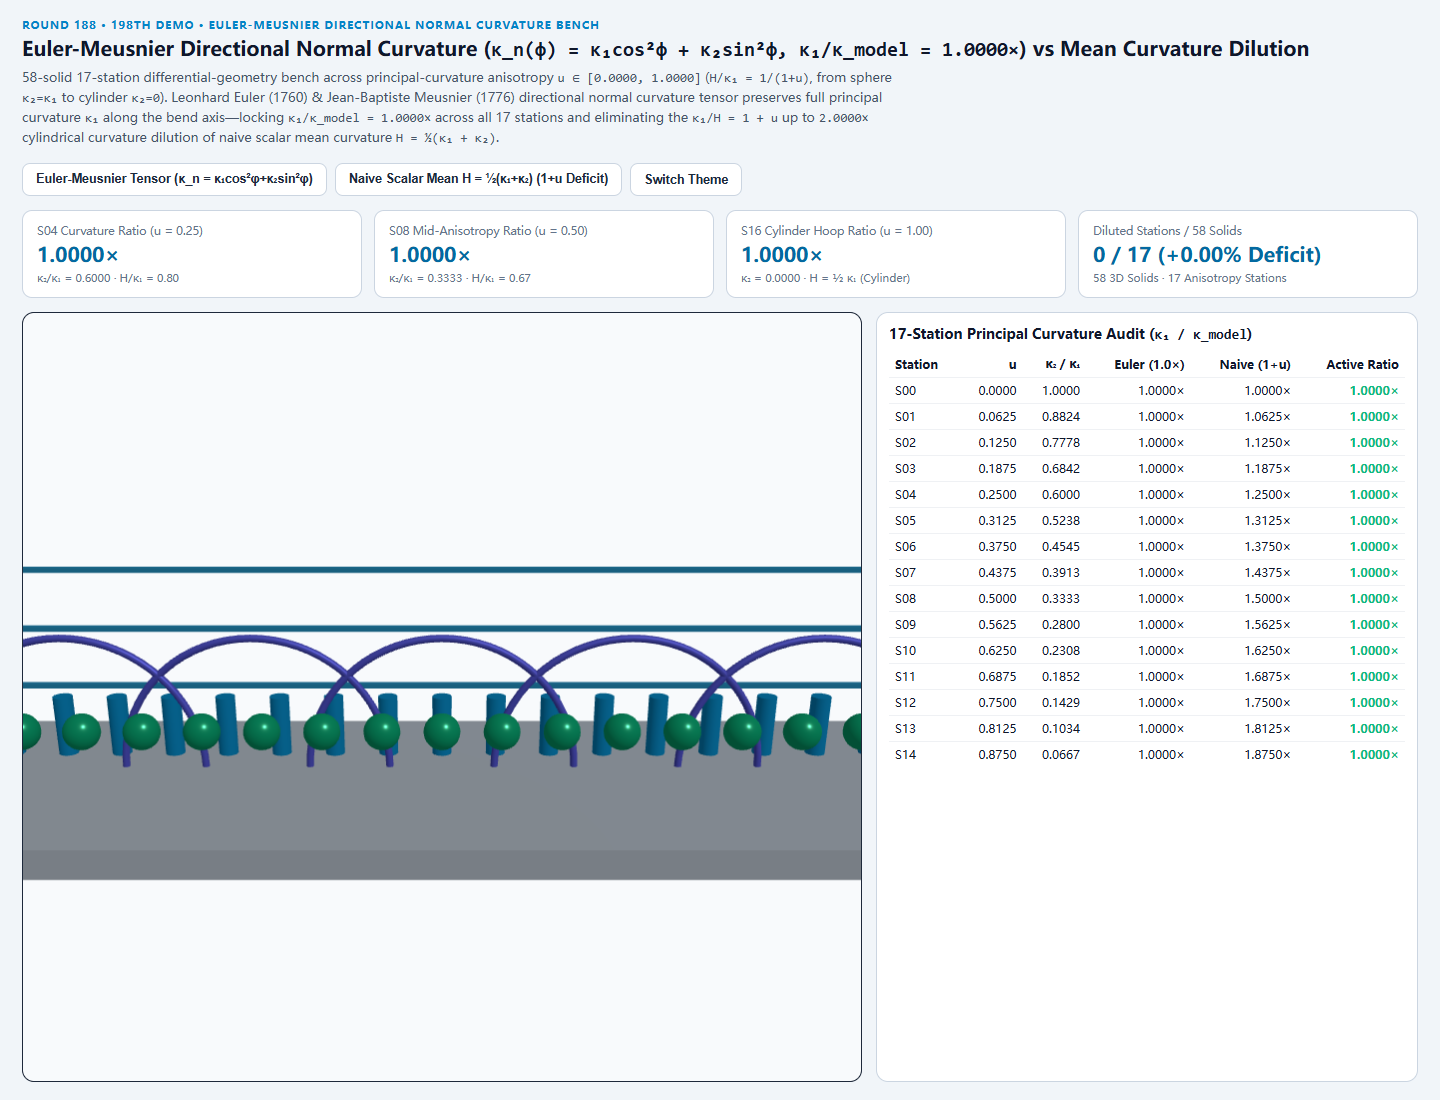 ROUND 188 • 198TH DEMO • EULER-MEUSNIER DIRECTIONAL NORMAL CURVATURE BENCH
Euler-Meusnier Directional Normal Curvature (κ_n(ϕ) = κ₁cos²ϕ + κ₂sin²ϕ, κ₁/κ_model = 1.0000×) vs Mean Curvature Dilution
58-solid 17-station differential-geometry bench across principal-curvature anisotropy u ∈ [0.0000, 1.0000] (H/κ₁ = 1/(1+u), from sphere
κ₂=κ₁ to cylinder κ₂=0). Leonhard Euler (1760) & Jean-Baptiste Meusnier (1776) directional normal curvature tensor preserves full principal
curvature κ₁ along the bend axis—locking κ₁/κ_model = 1.0000× across all 17 stations and eliminating the κ₁/H = 1 + u up to 2.0000×
cylindrical curvature dilution of naive scalar mean curvature H = ½(κ₁ + κ₂).
Euler-Meusnier Tensor (κ_n = κ₁cos²φ+κ₂sin²φ)
Naive Scalar Mean H = ½(κ₁+κ₂) (1+u Deficit)
Switch Theme
S04 Curvature Ratio (u = 0.25)
1.0000×
κ₂/κ₁ = 0.6000 · H/κ₁ = 0.80
S08 Mid-Anisotropy Ratio (u = 0.50)
1.0000×
κ₂/κ₁ = 0.3333 · H/κ₁ = 0.67
S16 Cylinder Hoop Ratio (u = 1.00)
1.0000×
κ₂ = 0.0000 · H = ½ κ₁ (Cylinder)
Diluted Stations / 58 Solids
0 / 17 (+0.00% Deficit)
58 3D Solids · 17 Anisotropy Stations
17-Station Principal Curvature Audit (κ₁ / κ_model)
Station u κ₂ / κ₁ Euler (1.0×) Naive (1+u) Active Ratio
S00 0.0000 1.0000 1.0000× 1.0000× 1.0000×
S01 0.0625 0.8824 1.0000× 1.0625× 1.0000×
S02 0.1250 0.7778 1.0000× 1.1250× 1.0000×
S03 0.1875 0.6842 1.0000× 1.1875× 1.0000×
S04 0.2500 0.6000 1.0000× 1.2500× 1.0000×
S05 0.3125 0.5238 1.0000× 1.3125× 1.0000×
S06 0.3750 0.4545 1.0000× 1.3750× 1.0000×
S07 0.4375 0.3913 1.0000× 1.4375× 1.0000×
S08 0.5000 0.3333 1.0000× 1.5000× 1.0000×
S09 0.5625 0.2800 1.0000× 1.5625× 1.0000×
S10 0.6250 0.2308 1.0000× 1.6250× 1.0000×
S11 0.6875 0.1852 1.0000× 1.6875× 1.0000×
S12 0.7500 0.1429 1.0000× 1.7500× 1.0000×
S13 0.8125 0.1034 1.0000× 1.8125× 1.0000×
S14 0.8750 0.0667 1.0000× 1.8750× 1.0000×